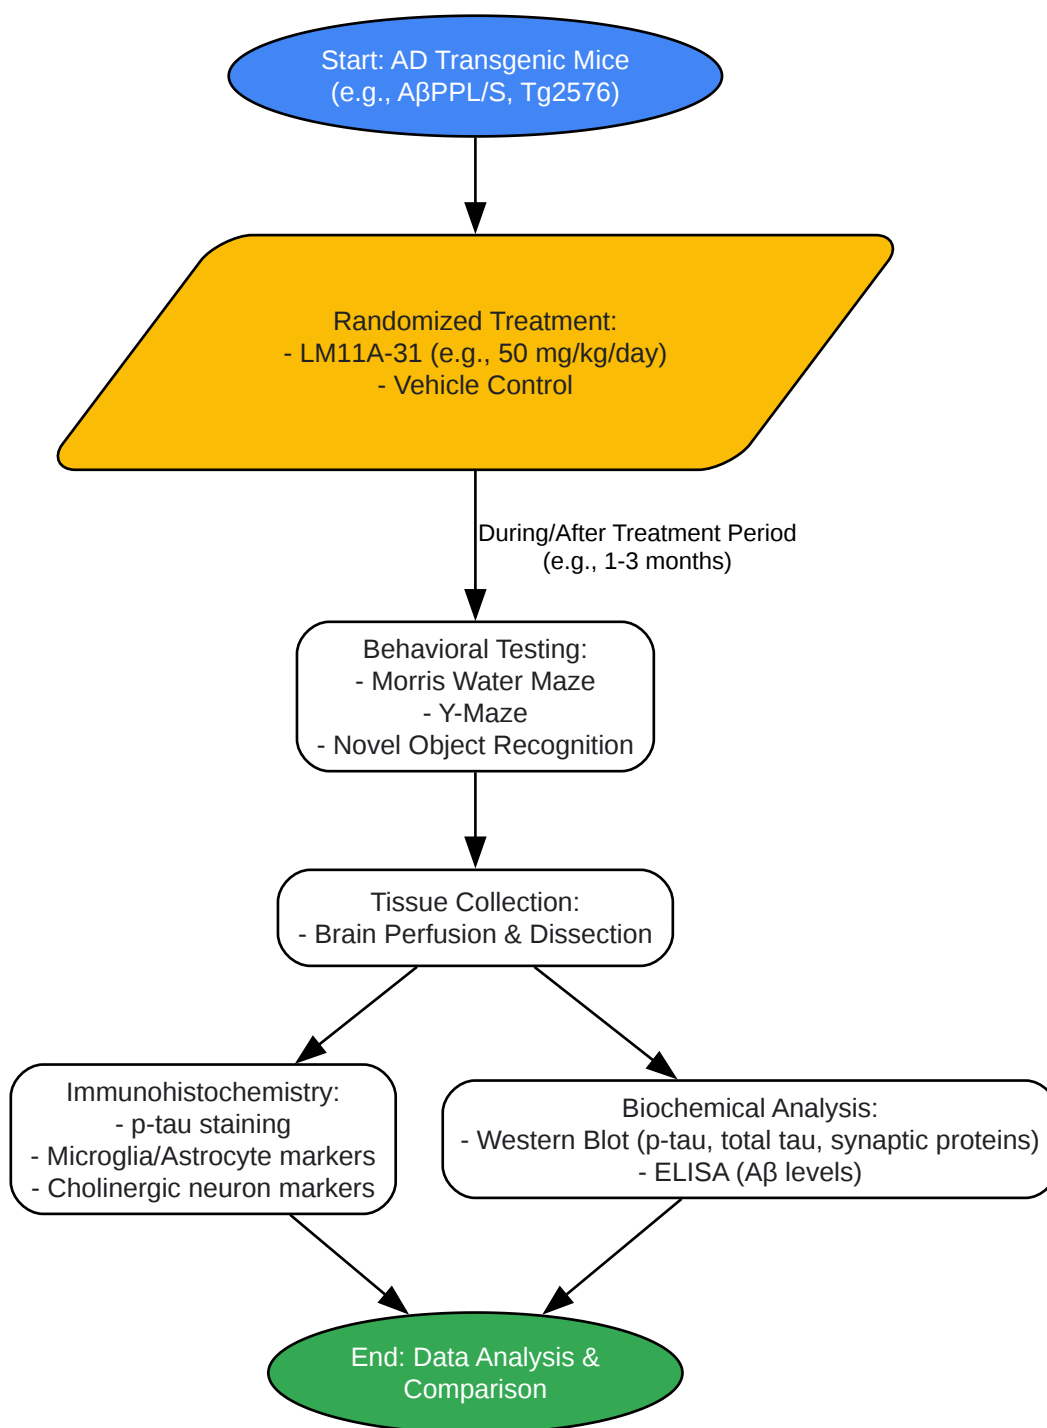 Start: AD Transgenic Mice
(e.g., AβPPL/S, Tg2576)
Randomized Treatment:
- LM11A-31 (e.g., 50 mg/kg/day)
- Vehicle Control
During/After Treatment Period
(e.g., 1-3 months)
Behavioral Testing:
- Morris Water Maze
- Y-Maze
- Novel Object Recognition
Tissue Collection:
- Brain Perfusion & Dissection
Immunohistochemistry:
- p-tau staining
- Microglia/Astrocyte markers
- Cholinergic neuron markers
Biochemical Analysis:
- Western Blot (p-tau, total tau, synaptic proteins)
- ELISA (Aβ levels)
End: Data Analysis &
Comparison